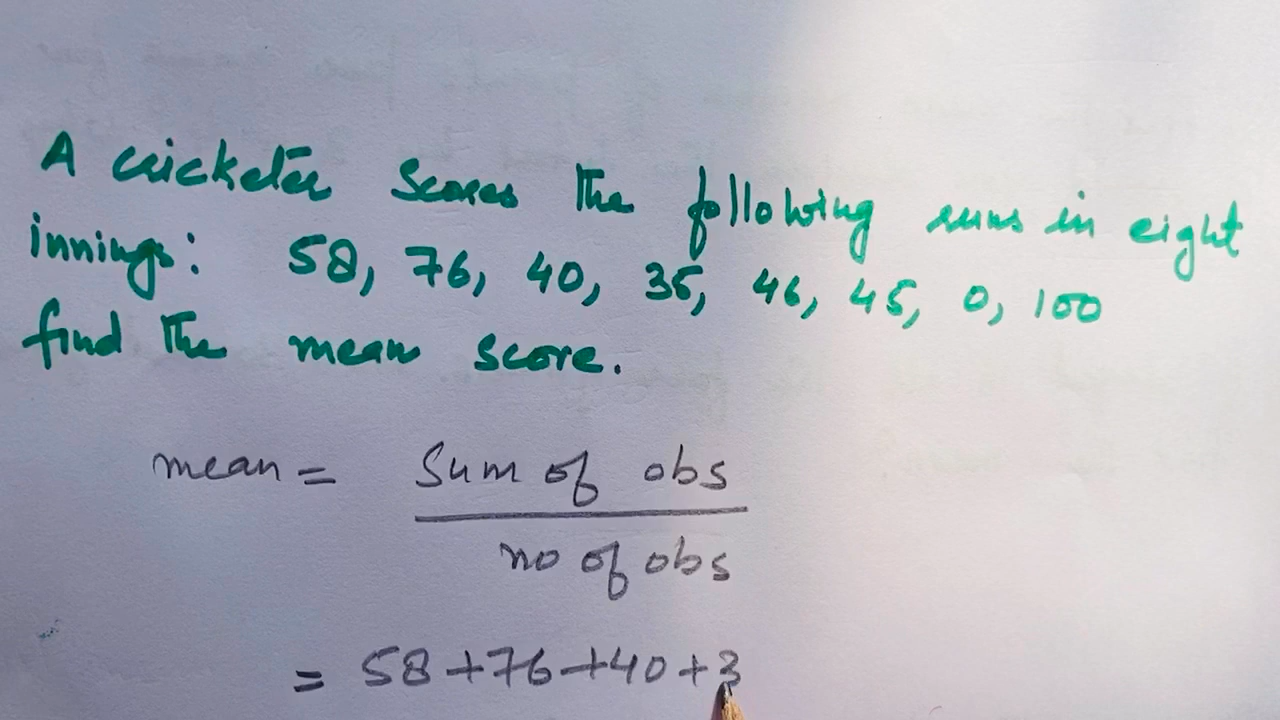 A cricketer scores the following runs in eight
innings: 58, 76, 40, 35, 46, 45, 0, 100
find the mean score.
mean = Sum of obs
no of obs
= 58+76+40+3